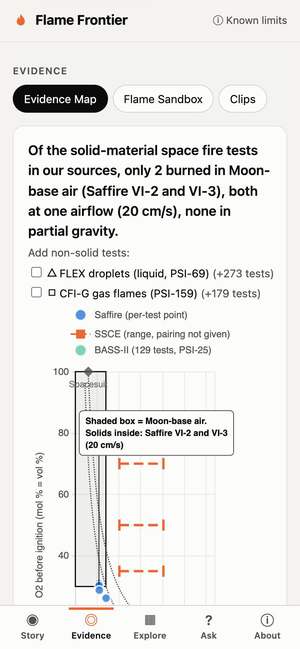 Flame Frontier
ⓘ Known limits
EVIDENCE
Evidence Map
Flame Sandbox
Clips
Of the solid-material space fire tests
in our sources, only 2 burned in Moon-
base air (Saffire VI-2 and VI-3), both
at one airflow (20 cm/s), none in
partial gravity.
Add non-solid tests:
FLEX droplets (liquid, PSI-69) (+273 tests)
CFI-G gas flames (PSI-159) (+179 tests)
Saffire (per-test point)
SSCE (range, pairing not given)
BASS-II (129 tests, PSI-25)
100
Shaded box = Moon-base air.
Solids inside: Saffire VI-2 and VI-3
(20 cm/s)
80
60
40
O2 before ignition (mol % = vol %)
Story
Evidence
Explore
Ask
About